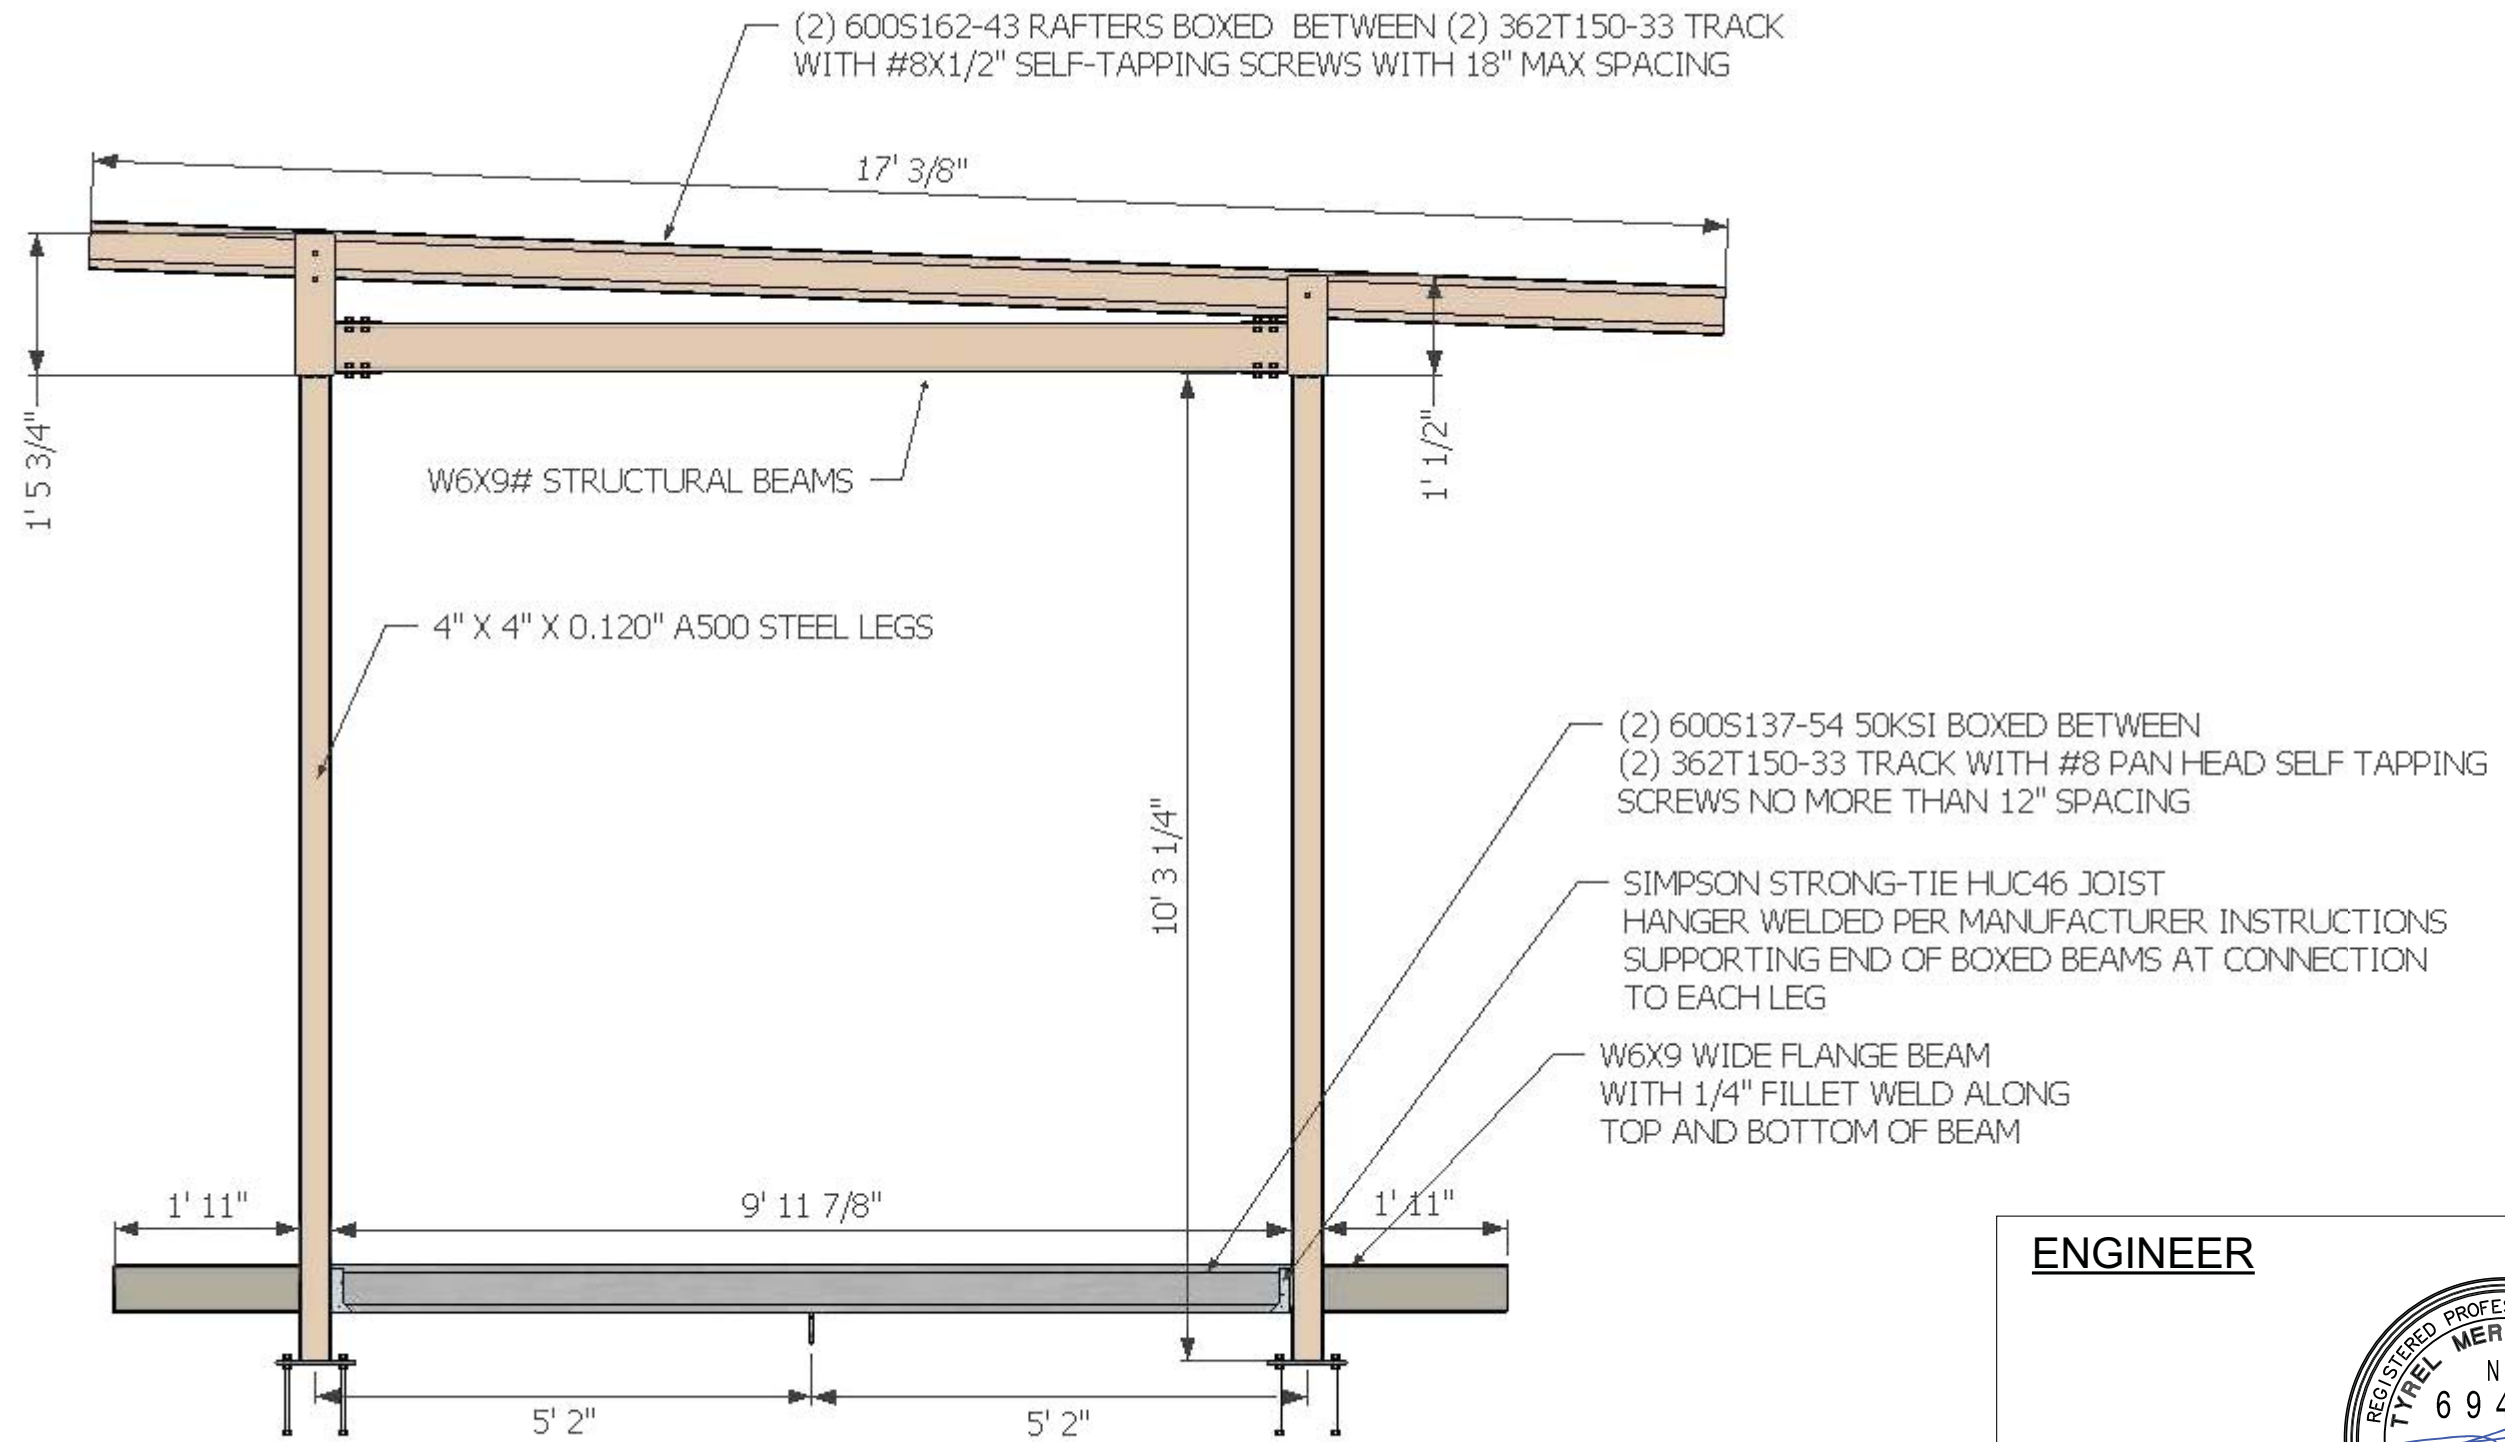 (2) 600S162-43 RAFTERS BOXED BETWEEN (2) 362T150-33 TRACK
WITH #8X1/2" SELF-TAPPING SCREWS WITH 18" MAX SPACING
17' 3/8"
1' 5 3/4"
1' 1/2"
W6X9# STRUCTURAL BEAMS
4" X 4" X 0.120" A500 STEEL LEGS
10' 3 1/4"
(2) 600S137-54 50KSI BOXED BETWEEN
(2) 362T150-33 TRACK WITH #8 PAN HEAD SELF TAPPING
SCREWS NO MORE THAN 12" SPACING
SIMPSON STRONG-TIE HUC46 JOIST
HANGER WELDED PER MANUFACTURER INSTRUCTIONS
SUPPORTING END OF BOXED BEAMS AT CONNECTION
TO EACH LEG
W6X9 WIDE FLANGE BEAM
WITH 1/4" FILLET WELD ALONG
TOP AND BOTTOM OF BEAM
1' 11"
9' 11 7/8"
1' 11"
5' 2"
5' 2"
ENGINEER
REGISTERED
TYREL